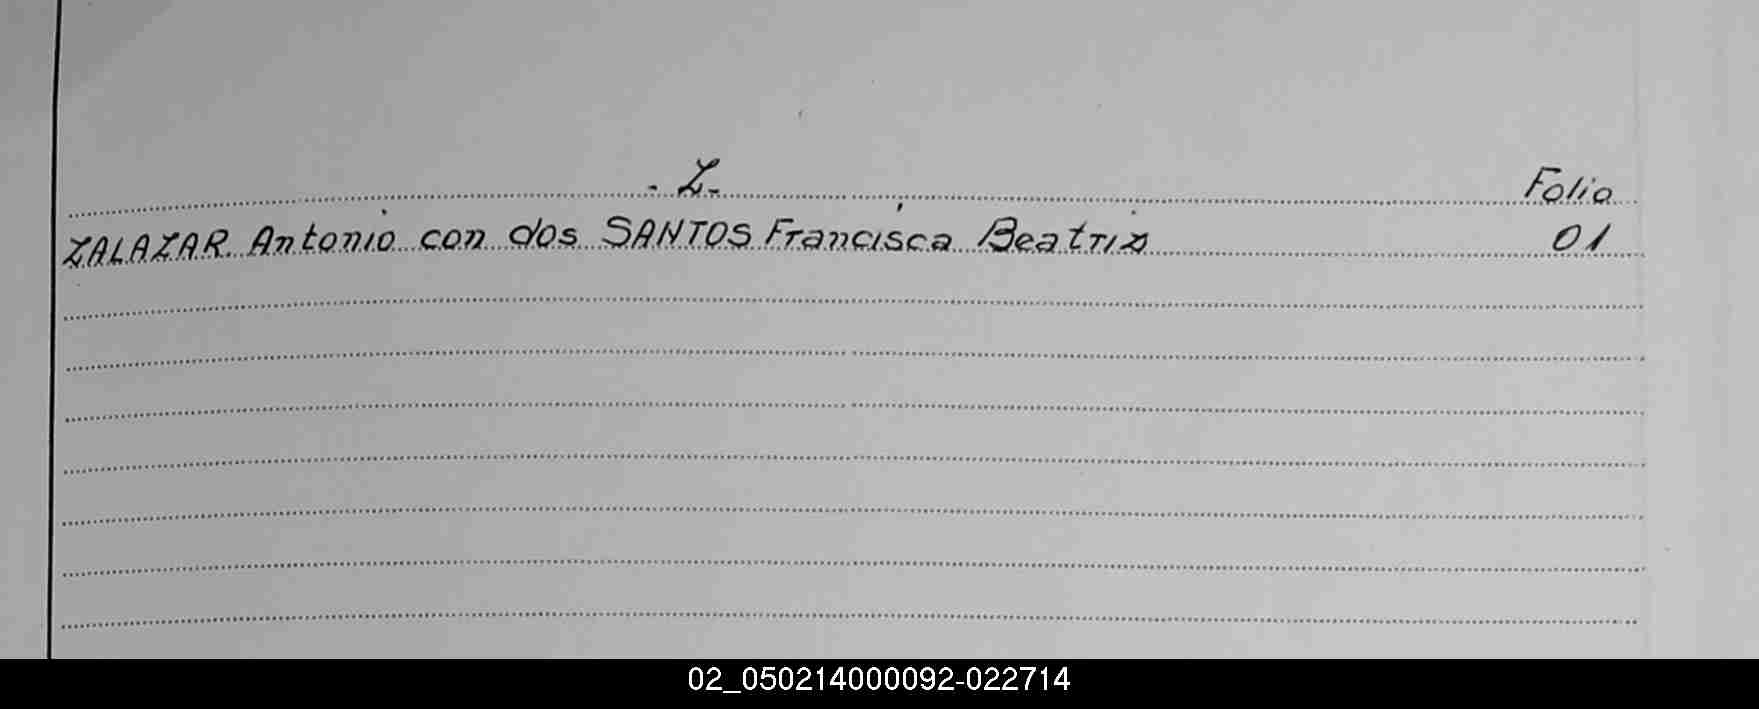 . Z. Folio
ZALAZAR. Antonio con dos SANTOS Francisca Beatriz 01
02_050214000092-022714